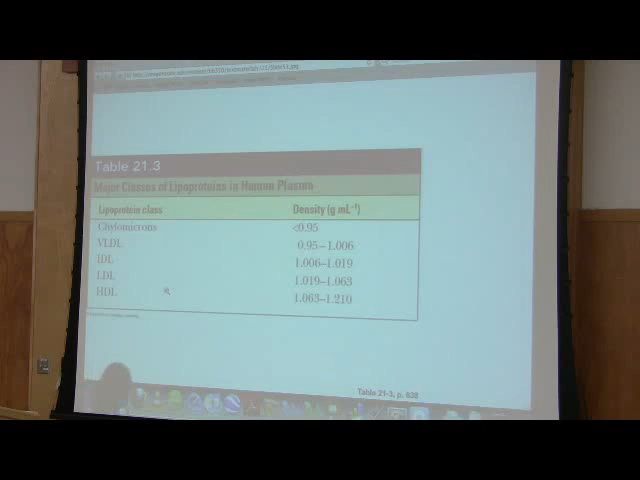 Table 21.3
Major Classes of Lipoproteins in Human Plasma
Lipoprotein class Density (g mL⁻¹)
Chylomicrons <0.95
VLDL 0.95–1.006
IDL 1.006–1.019
LDL 1.019–1.063
HDL 1.063–1.210
Table 21-3, p. 638